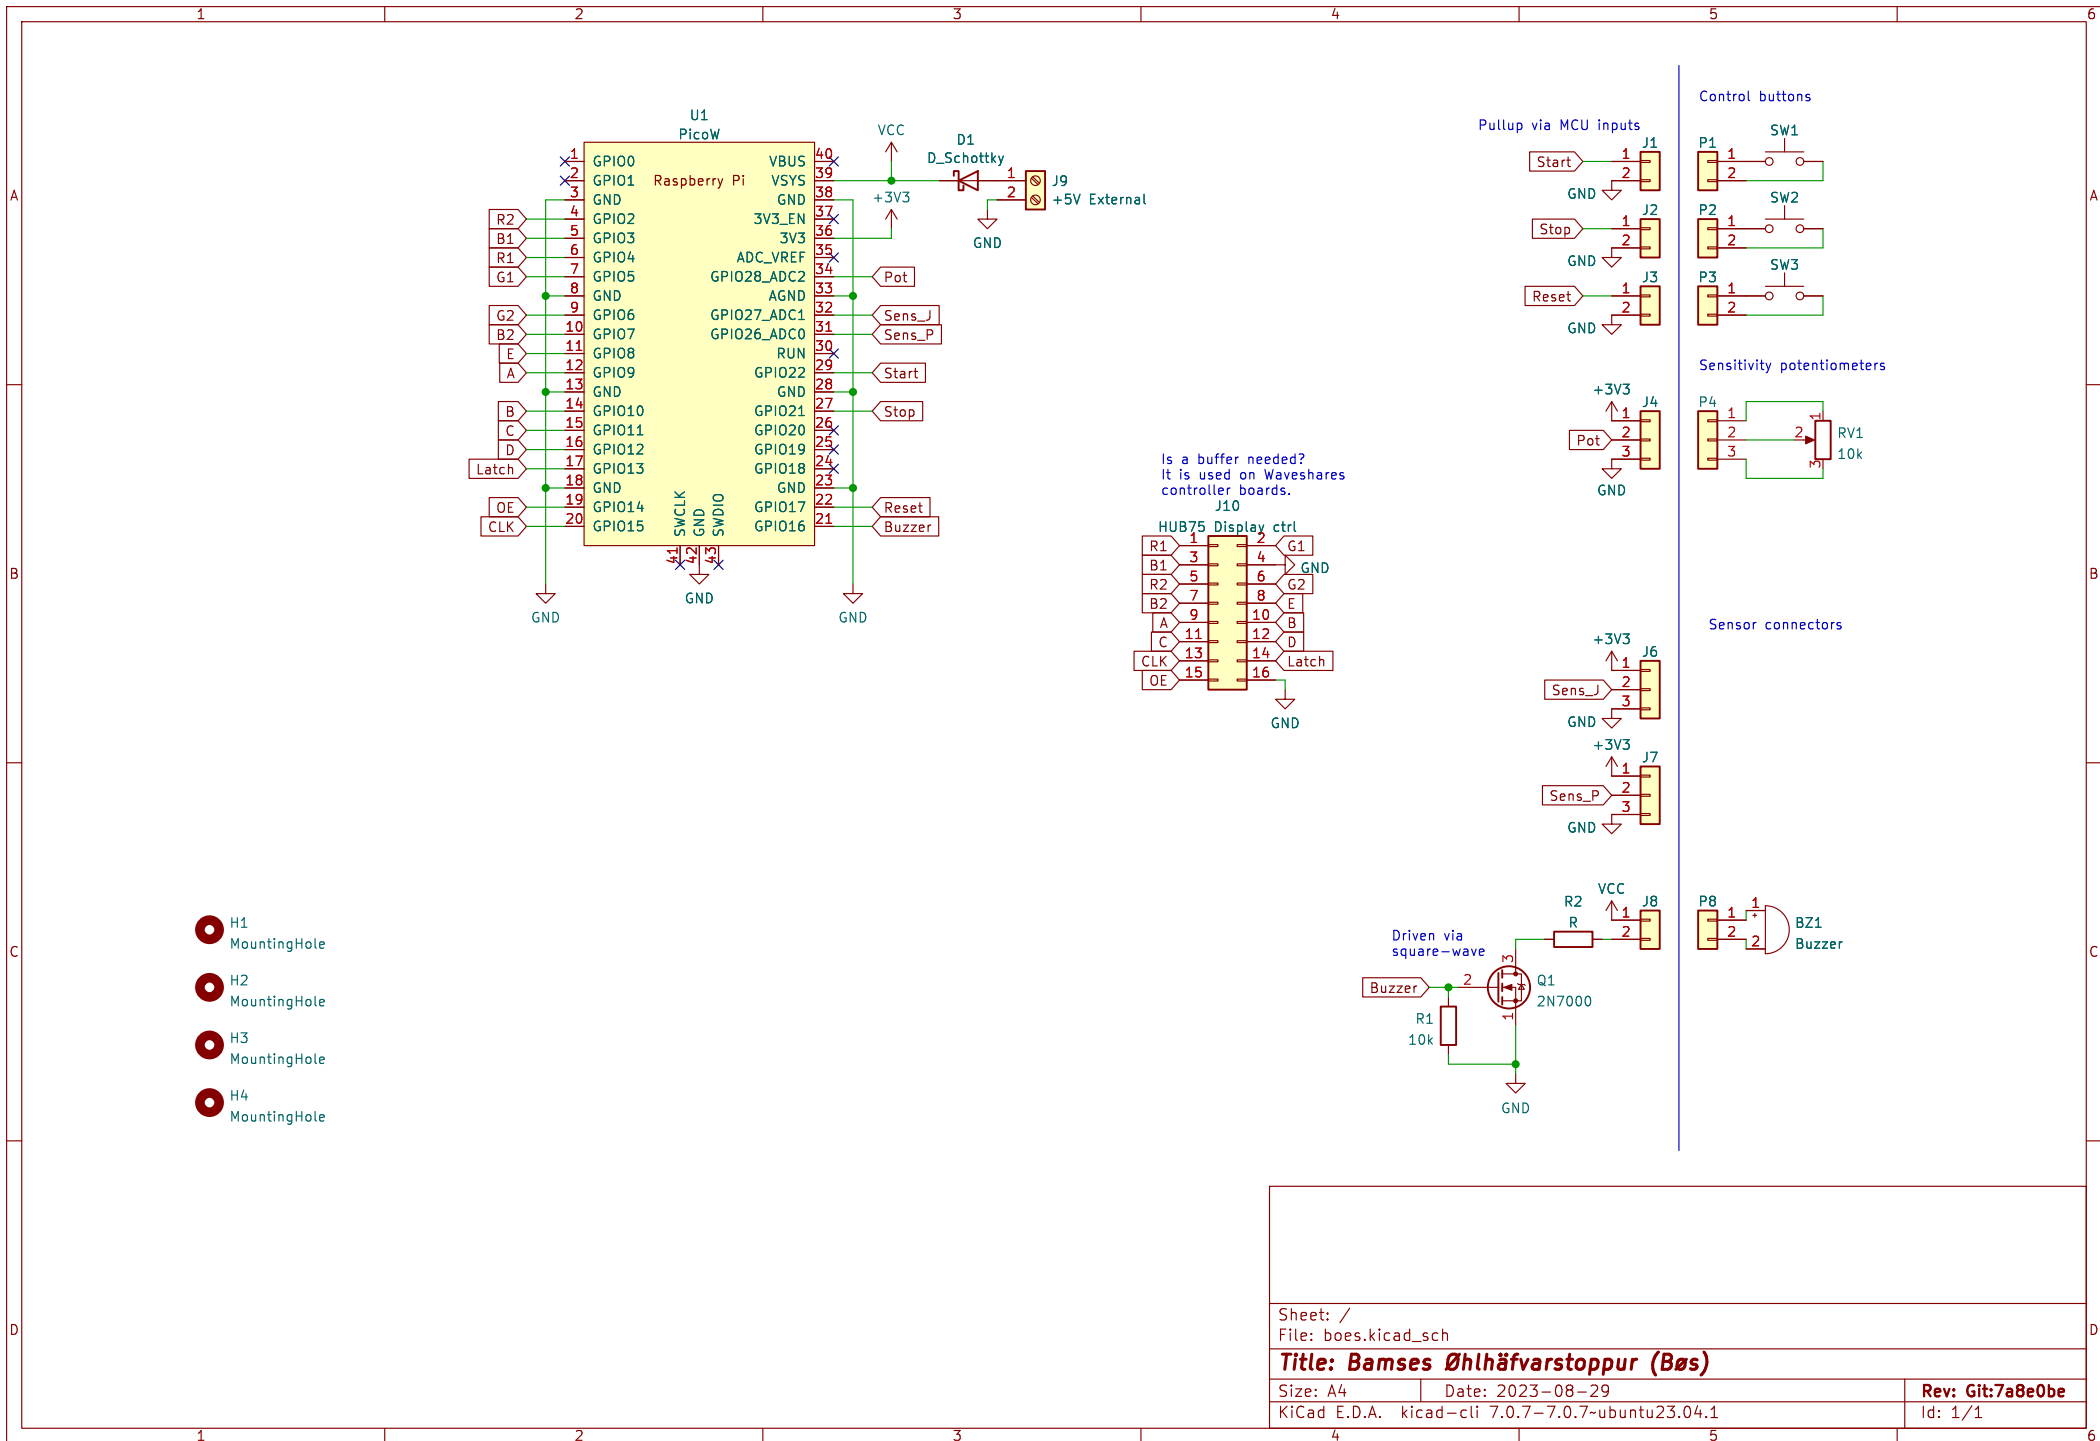 1 2 3 4 5 6
A
B
C
D
U1
PicoW
Raspberry Pi
1 GPIO0
2 GPIO1
3 GND
R2 4 GPIO2
B1 5 GPIO3
R1 6 GPIO4
G1 7 GPIO5
8 GND
G2 9 GPIO6
B2 10 GPIO7
E 11 GPIO8
A 12 GPIO9
13 GND
B 14 GPIO10
C 15 GPIO11
D 16 GPIO12
Latch 17 GPIO13
18 GND
OE 19 GPIO14
CLK 20 GPIO15
VBUS 40
VSYS 39
GND 38
3V3_EN 37
3V3 36
ADC_VREF 35
GPIO28_ADC2 34 Pot
AGND 33
GPIO27_ADC1 32 Sens_J
GPIO26_ADC0 31 Sens_P
RUN 30
GPIO22 29 Start
GND 28
GPIO21 27 Stop
GPIO20 26
GPIO19 25
GPIO18 24
GND 23
GPIO17 22 Reset
GPIO16 21 Buzzer
SWCLK GND SWDIO
41 42 43
GND
GND
GND
VCC
+3V3
D1
D_Schottky
1 J9
2 +5V External
GND
Is a buffer needed?
It is used on Waveshares
controller boards.
J10
HUB75 Display ctrl
R1 1 2 G1
B1 3 4 GND
R2 5 6 G2
B2 7 8 E
A 9 10 B
C 11 12 D
CLK 13 14 Latch
OE 15 16
GND
Pullup via MCU inputs
Control buttons
J1
Start 1
GND 2
P1
1
2
SW1
J2
Stop 1
GND 2
P2
1
2
SW2
J3
Reset 1
GND 2
P3
1
2
SW3
Sensitivity potentiometers
+3V3
J4
1
Pot 2
3
GND
P4
1
2
3
1
2
3
RV1
10k
Sensor connectors
+3V3
J6
1
Sens_J 2
3
GND
+3V3
J7
1
Sens_P 2
3
GND
VCC
J8
1
2
R2
R
P8
1
2
1
+
2
BZ1
Buzzer
Driven via
square-wave
Buzzer
2
3
1
Q1
2N7000
R1
10k
GND
H1
MountingHole
H2
MountingHole
H3
MountingHole
H4
MountingHole
Sheet: /
File: boes.kicad_sch
Title: Bamses Øhlhäfvarstoppur (Bøs)
Size: A4 Date: 2023-08-29 Rev: Git:7a8e0be
KiCad E.D.A. kicad-cli 7.0.7-7.0.7~ubuntu23.04.1 Id: 1/1
A
B
C
D
1 2 3 4 5 6